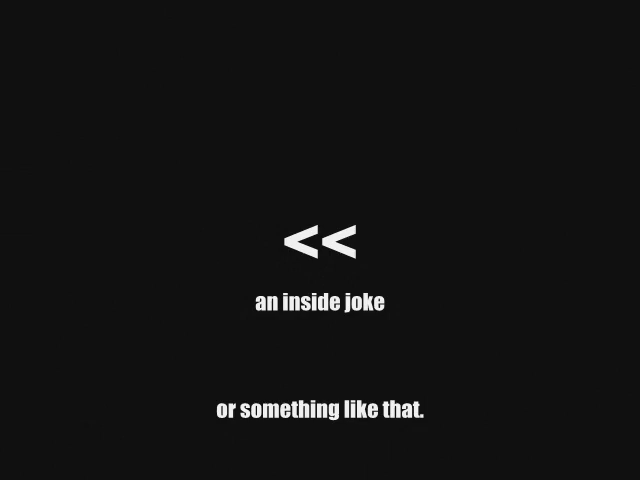 <<
an inside joke
or something like that.